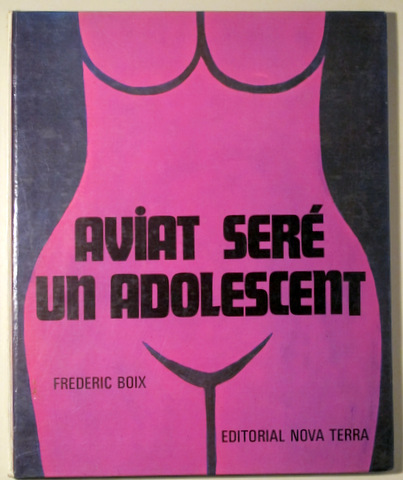 AViAT SERÉ
UN ADOLESCENT
FREDERIC BOIX
EDITORIAL NOVA TERRA